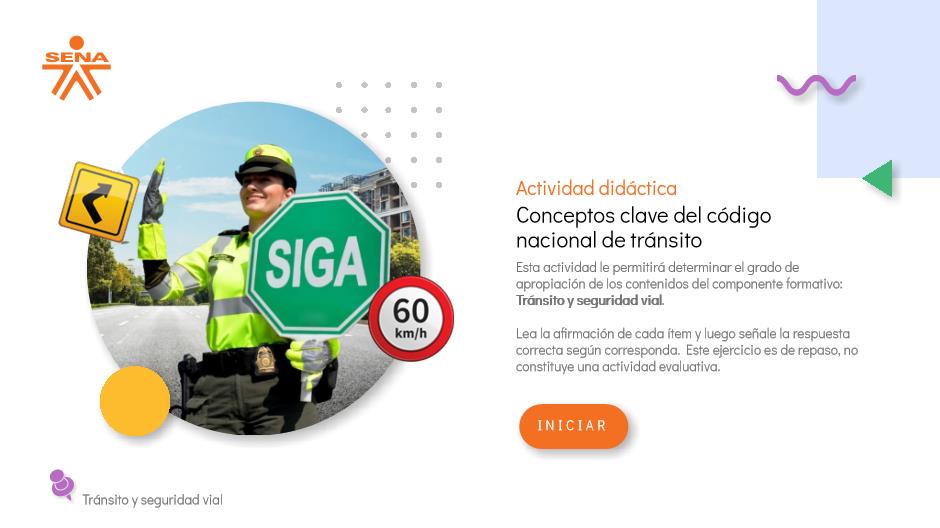 SENA
SIGA
60
km/h
Actividad didáctica
Conceptos clave del código
nacional de tránsito
Esta actividad le permitirá determinar el grado de
apropiación de los contenidos del componente formativo:
Tránsito y seguridad vial.
Lea la afirmación de cada ítem y luego señale la respuesta
correcta según corresponda. Este ejercicio es de repaso, no
constituye una actividad evaluativa.
INICIAR
Tránsito y seguridad vial